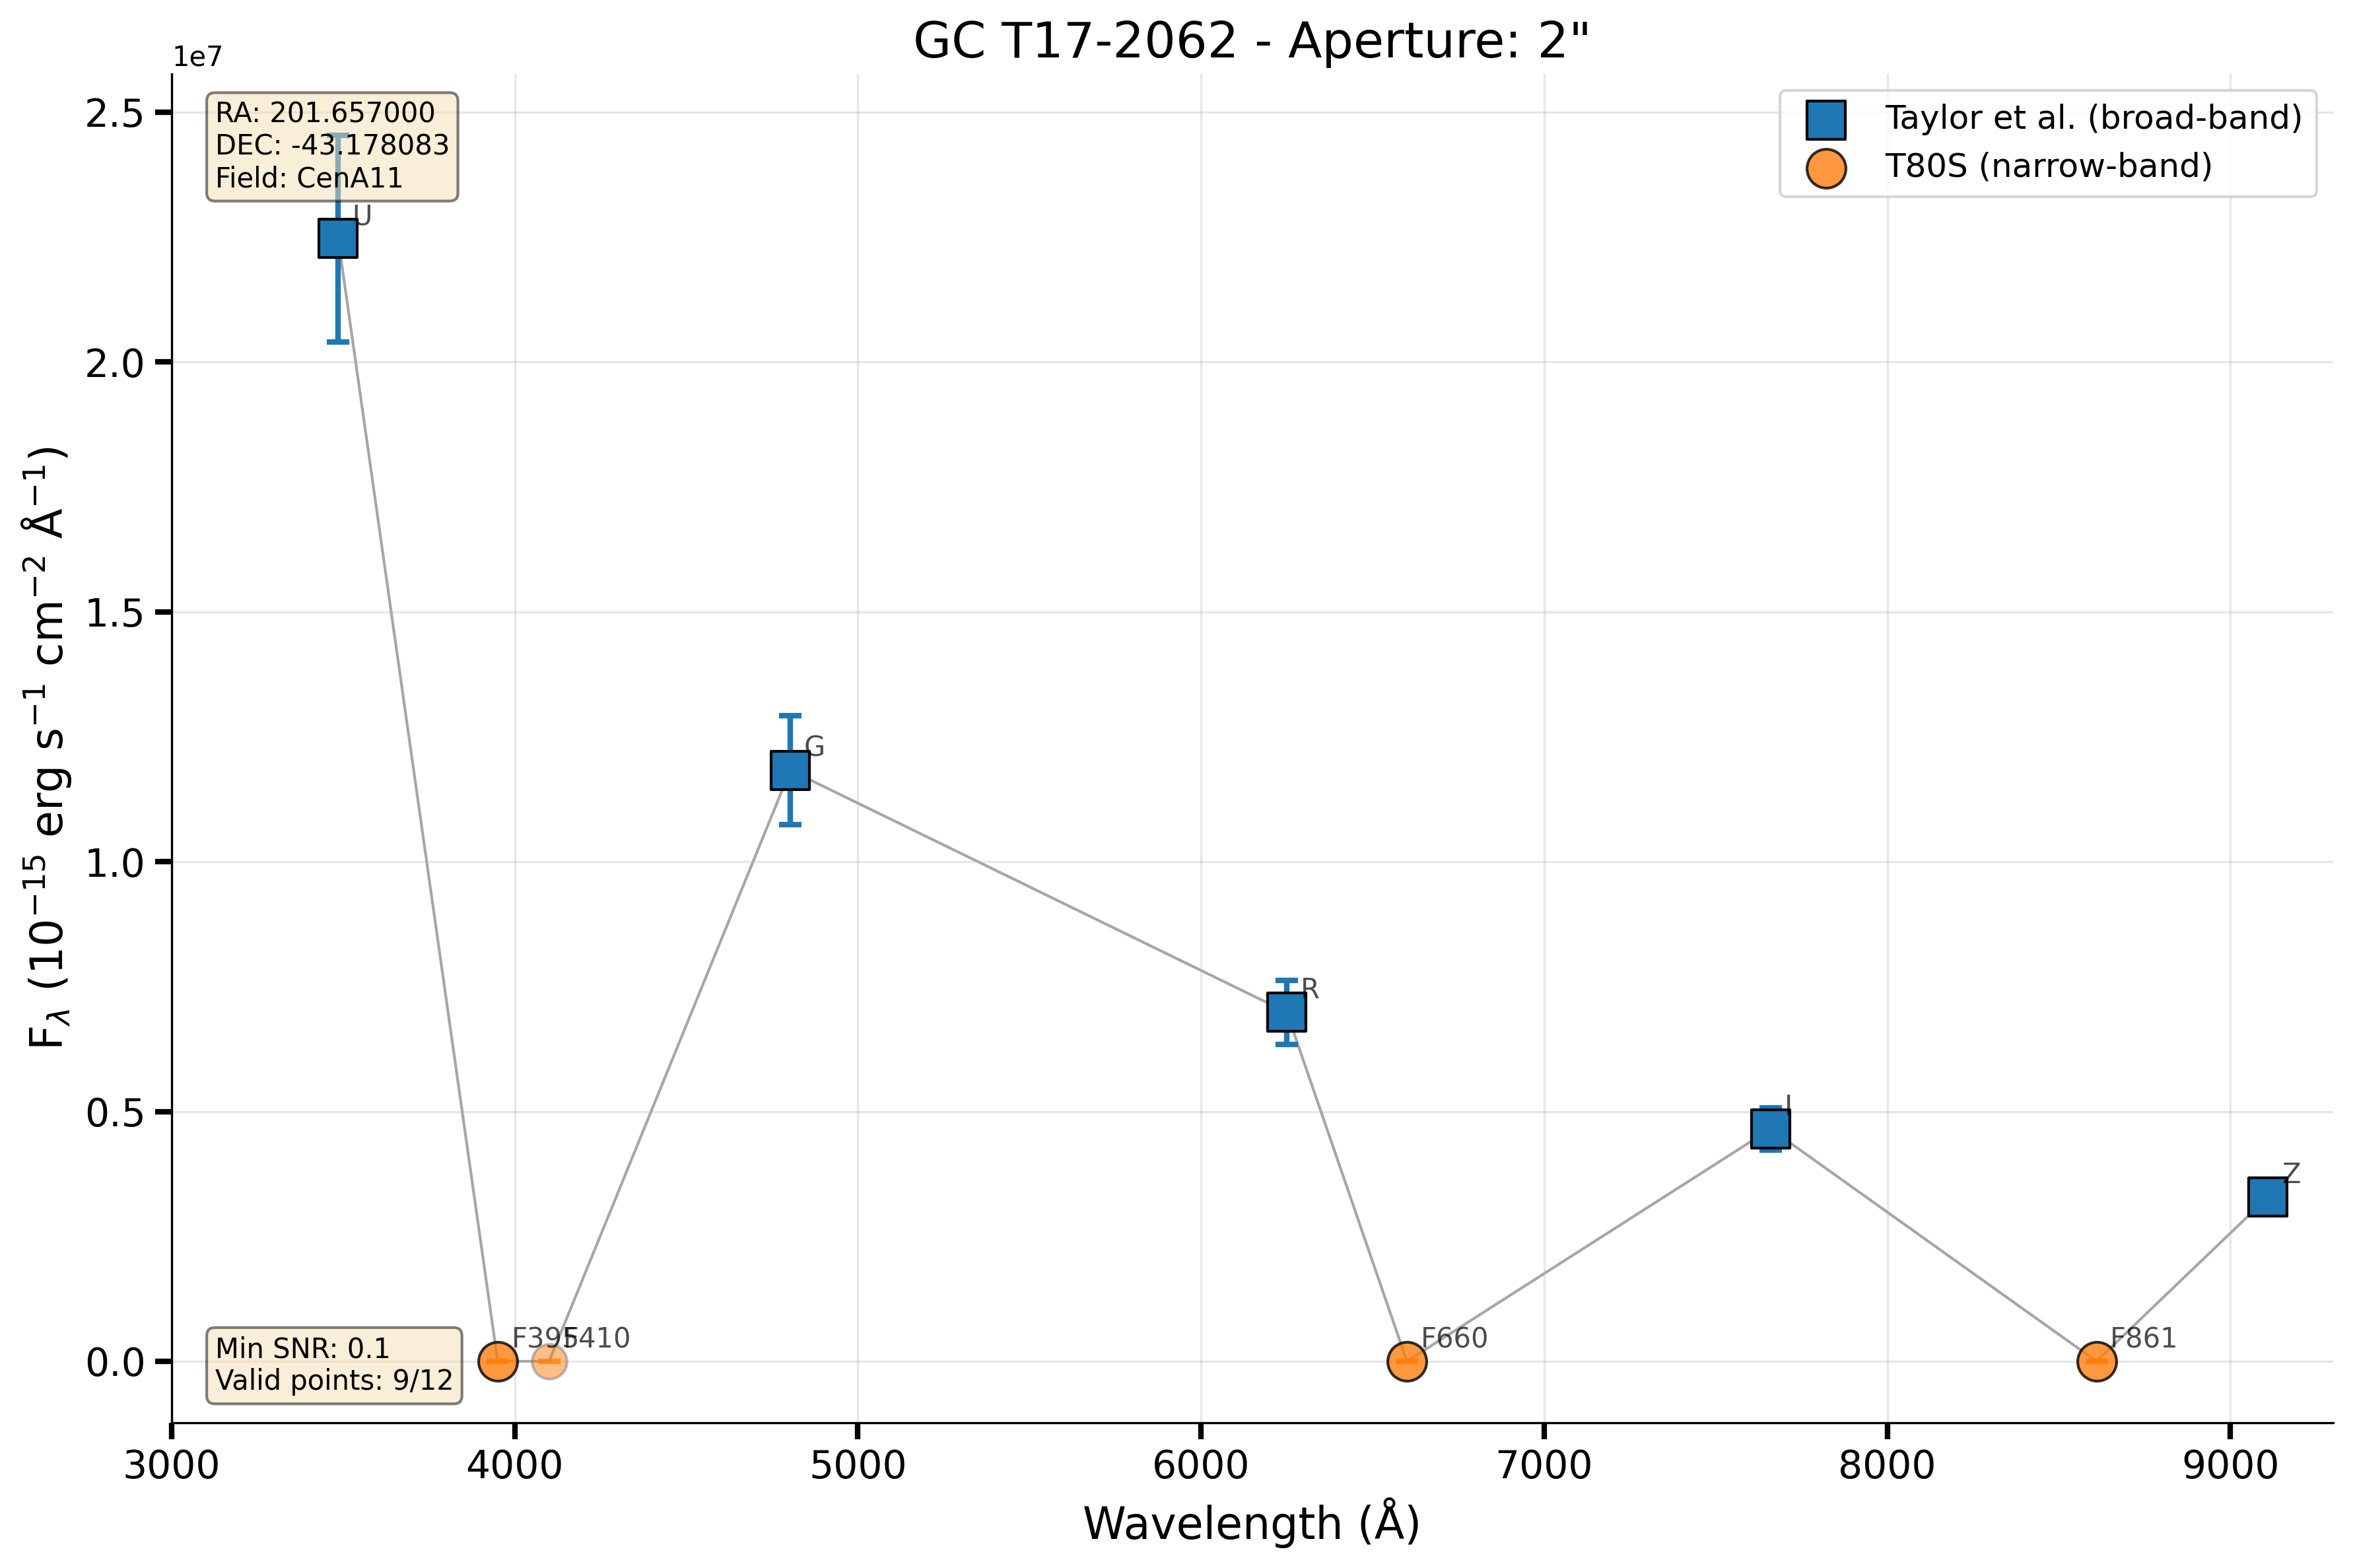 GC T17-2062 - Aperture: 2"
1e7
RA: 201.657000
DEC: -43.178083
Field: CenA11
Taylor et al. (broad-band)
T80S (narrow-band)
2.5
2.0
1.5
1.0
0.5
0.0
Fλ (10⁻¹⁵ erg s⁻¹ cm⁻² Å⁻¹)
U
G
R
I
Z
F395
F410
F660
F861
Min SNR: 0.1
Valid points: 9/12
3000 4000 5000 6000 7000 8000 9000
Wavelength (Å)